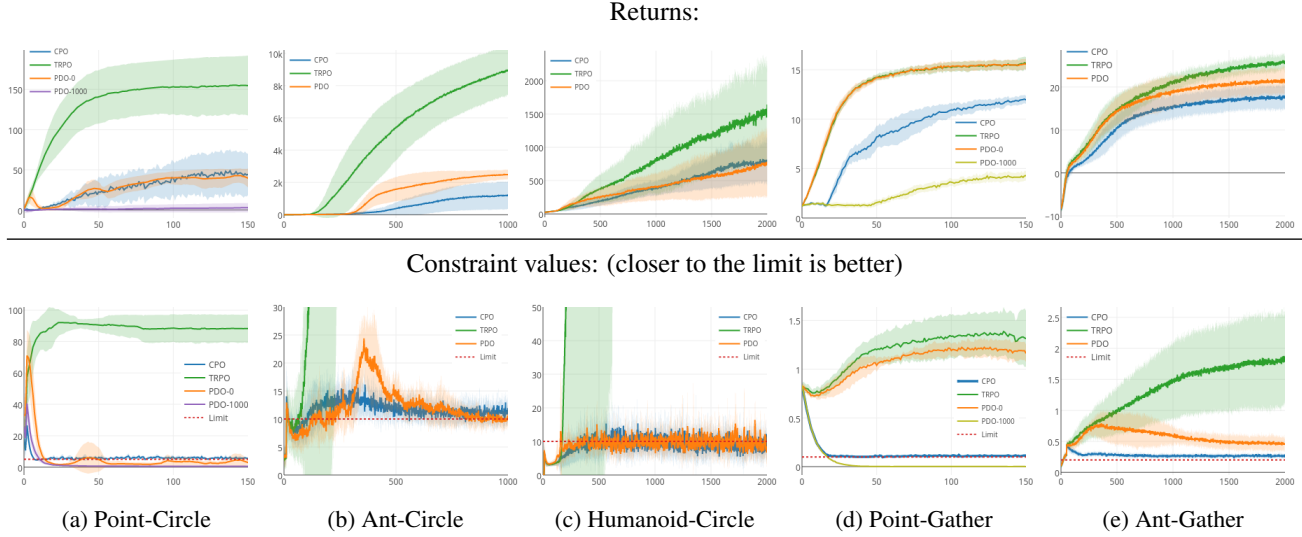 Returns:
CPO
TRPO
PDO-0
PDO-1000
150
100
50
0
0
50
100
150
CPO
TRPO
PDO
10k
8k
6k
4k
2k
0
500
1000
CPO
TRPO
PDO
2000
1500
1000
500
0
500
1000
1500
2000
15
10
5
0
0
50
100
150
CPO
TRPO
PDO-0
PDO-1000
CPO
TRPO
PDO
20
10
0
−10
0
500
1000
1500
2000
Constraint values: (closer to the limit is better)
100
80
60
40
20
0
0
50
100
150
CPO
TRPO
PDO-0
PDO-1000
Limit
30
25
20
15
10
5
0
0
500
1000
CPO
TRPO
PDO
Limit
50
40
30
20
10
0
0
500
1000
1500
2000
CPO
TRPO
PDO
Limit
1.5
1
0.5
0
0
50
100
150
CPO
TRPO
PDO-0
PDO-1000
Limit
2.5
2
1.5
1
0.5
0
0
500
1000
1500
2000
CPO
TRPO
PDO
Limit
(a) Point-Circle
(b) Ant-Circle
(c) Humanoid-Circle
(d) Point-Gather
(e) Ant-Gather